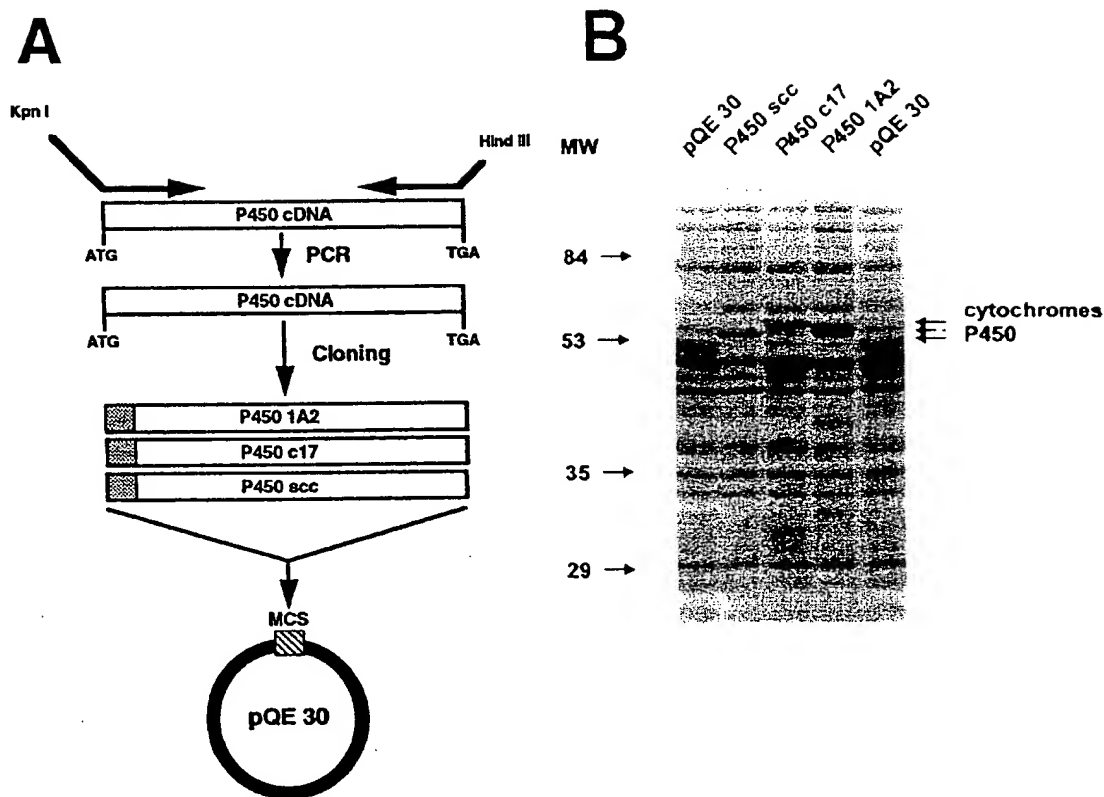 A
Kpn I
Hind III
P450 cDNA
ATG
TGA
PCR
P450 cDNA
ATG
TGA
Cloning
P450 1A2
P450 c17
P450 scc
MCS
pQE 30
B
MW
pQE 30
P450 scc
P450 c17
P450 1A2
pQE 30
84
53
35
29
cytochromes
P450